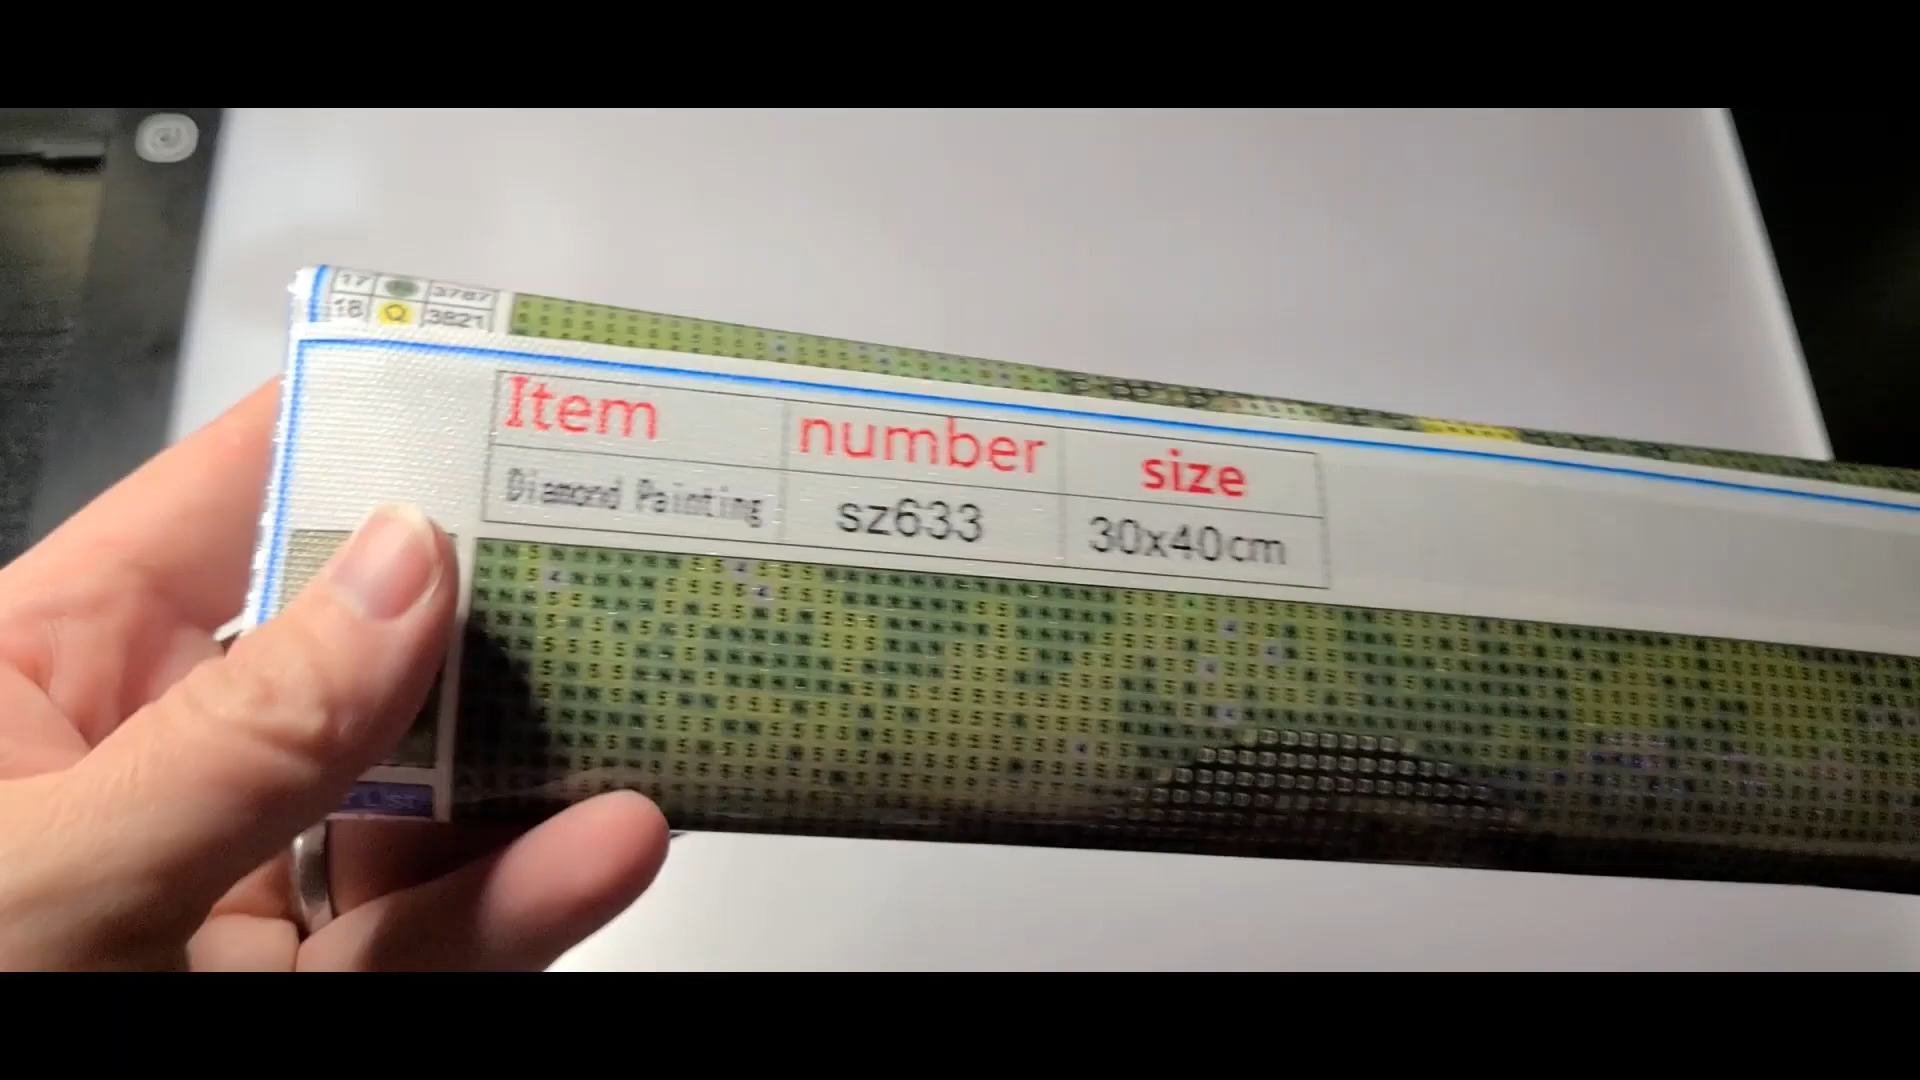 17 3787
18 Q 3821
Item number size
Diamond Painting sz633 30x40cm